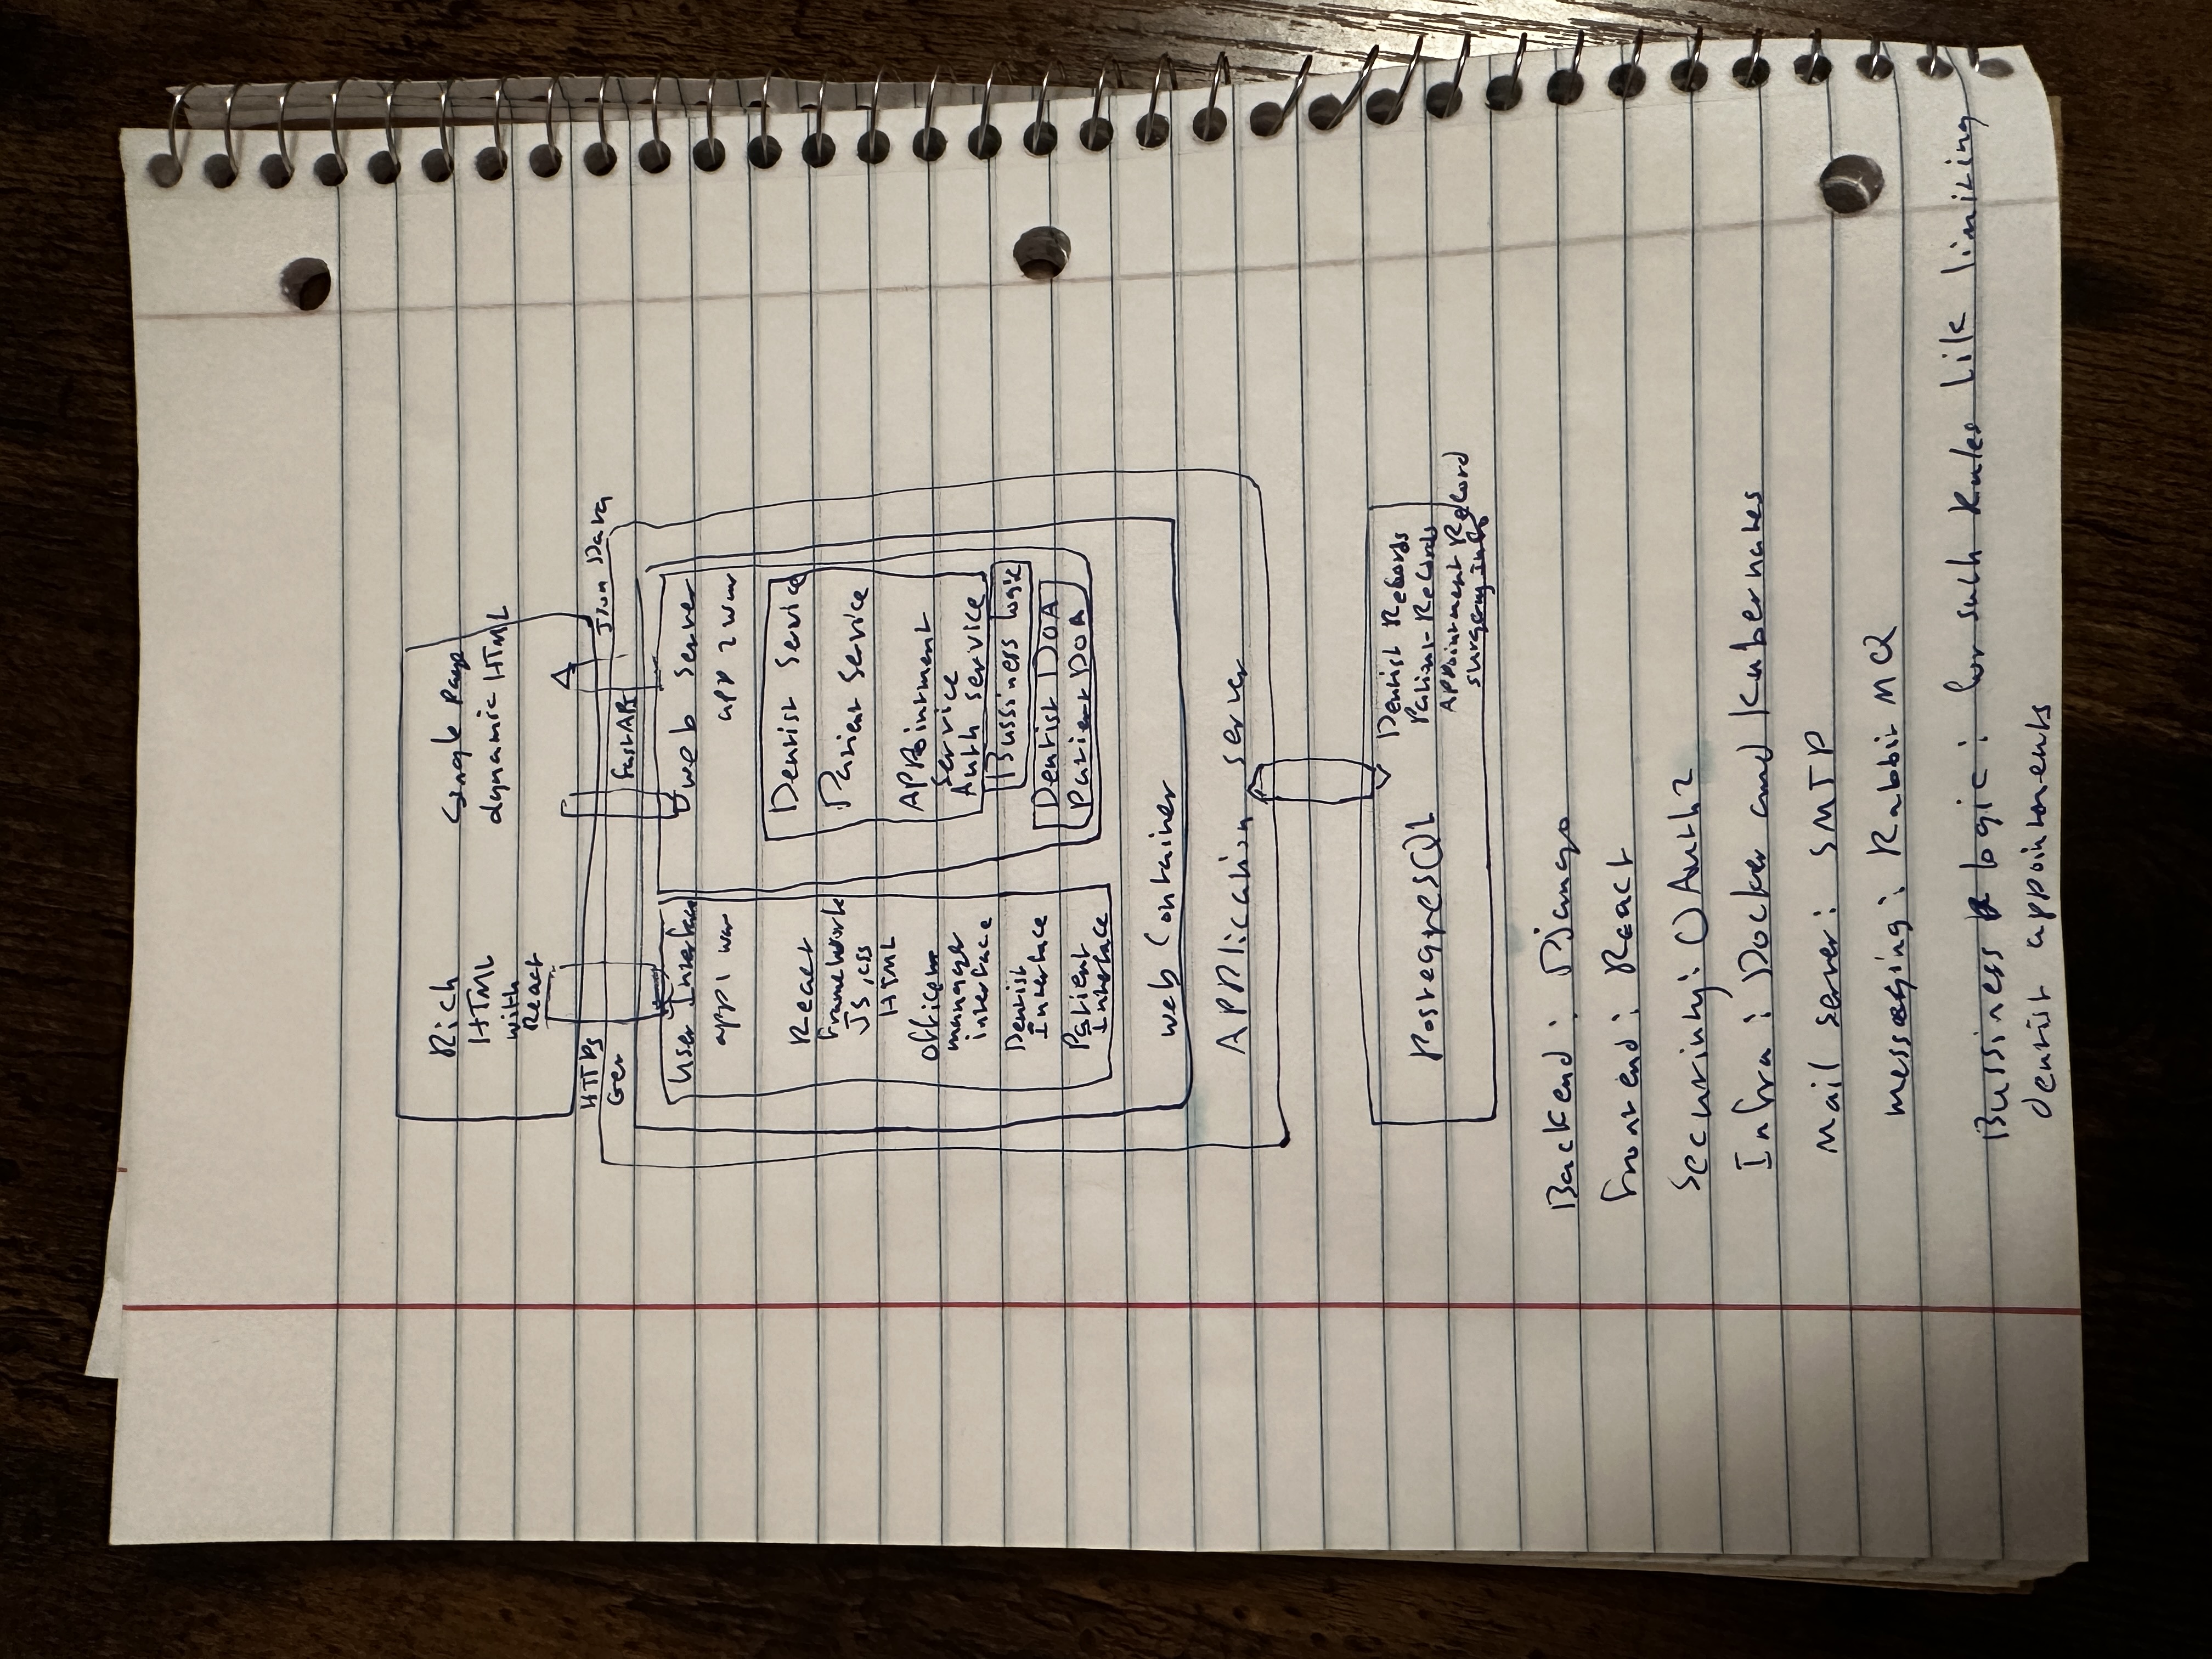 Rich
HTML
with
React
Single Page
dynamic HTML
HTTPs
Get
fastAPI
Json Data
User Interface
app1 war
React
framework
JS, css
HTML
office
manager
interface
Dentist
Interface
Patient
Interface
web server
app 2 war
Dentist Service
Patient Service
APPointment
service
Auth service
Bussiness logic
Dentist DOA
Patient DOA
web Container
APPlication server
PostegresQL
Dentist Records
Patient Records
APPointment Record
surgery info
Backend: Django
frontend: React
Securinty: OAuth2
Infra: Docker and Kubernates
Mail server: SMTP
messaging: Rabbit MQ
Bussiness logic: for such Rules Lik limiting
dentist appointments